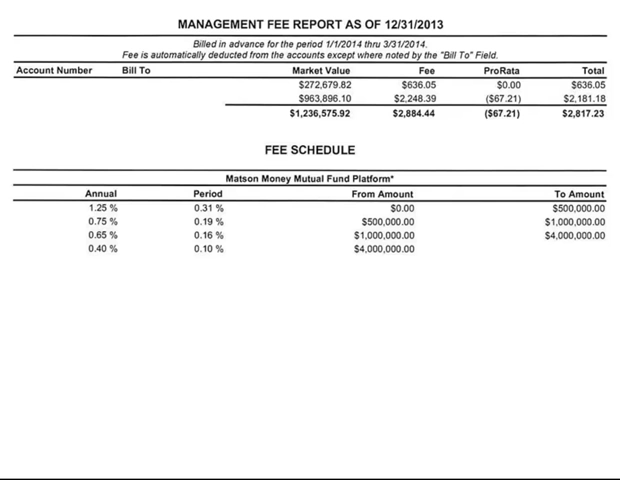 MANAGEMENT FEE REPORT AS OF 12/31/2013
Billed in advance for the period 1/1/2014 thru 3/31/2014.
Fee is automatically deducted from the accounts except where noted by the "Bill To" Field.
Account Number Bill To Market Value Fee ProRata Total
$272,679.82 $636.05 $0.00 $636.05
$963,896.10 $2,248.39 ($67.21) $2,181.18
$1,236,575.92 $2,884.44 ($67.21) $2,817.23
FEE SCHEDULE
Matson Money Mutual Fund Platform*
Annual Period From Amount To Amount
1.25 % 0.31 % $0.00 $500,000.00
0.75 % 0.19 % $500,000.00 $1,000,000.00
0.65 % 0.16 % $1,000,000.00 $4,000,000.00
0.40 % 0.10 % $4,000,000.00